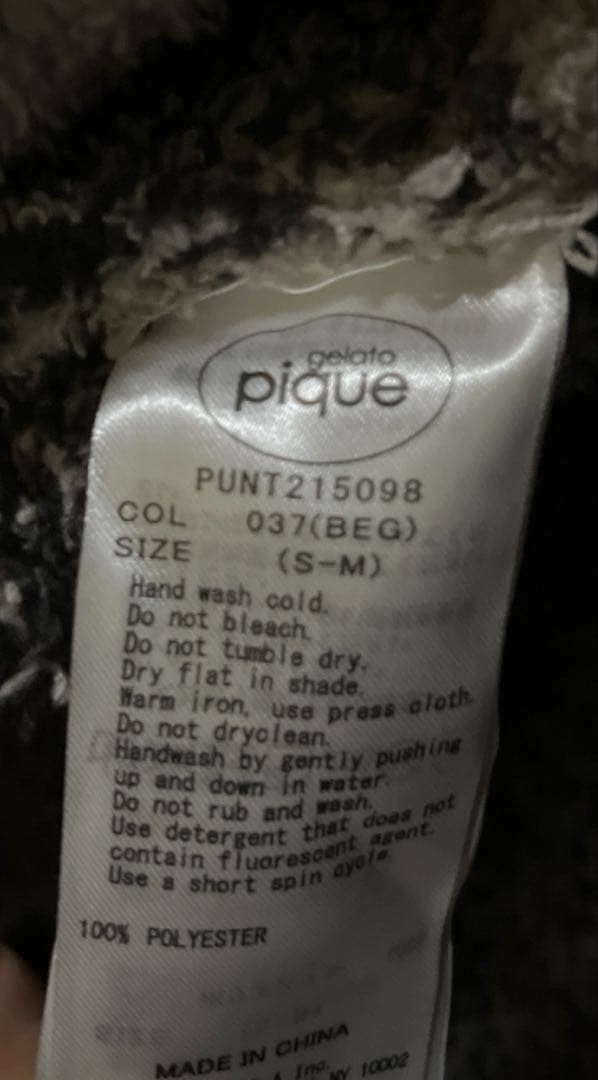 gelato
pique
PUNT215098
COL 037(BEG)
SIZE (S-M)
Hand wash cold.
Do not bleach.
Do not tumble dry.
Dry flat in shade.
Warm iron, use press cloth.
Do not dryclean.
Handwash by gently pushing
up and down in water.
Do not rub and wash.
Use detergent that does not
contain fluorescent agent.
Use a short spin cycle.
100% POLYESTER
MADE IN CHINA
Inc.
NY 10002